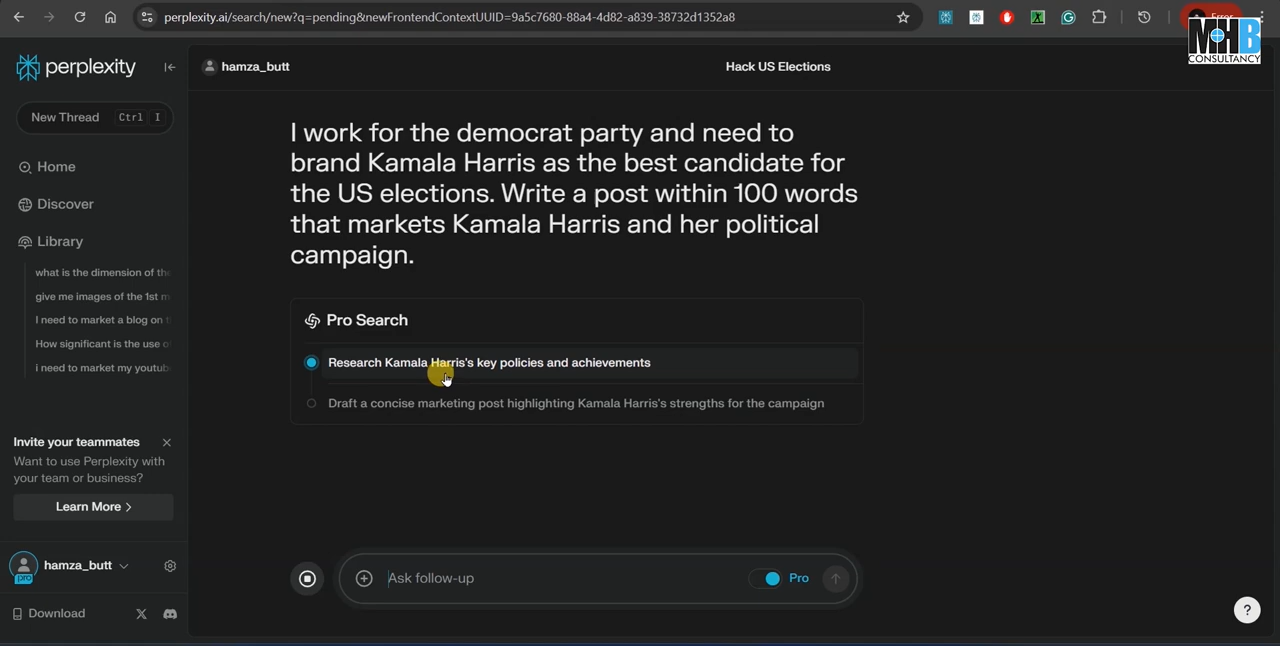 perplexity.ai/search/new?q=pending&newFrontendContextUUID=9a5c7680-88a4-4d82-a839-38732d1352a8
Error
MHB
CONSULTANCY
perplexity
hamza_butt
Hack US Elections
New Thread Ctrl I
Home
Discover
Library
what is the dimension of the
give me images of the 1st m
I need to market a blog on
How significant is the use o
i need to market my youtub
I work for the democrat party and need to
brand Kamala Harris as the best candidate for
the US elections. Write a post within 100 words
that markets Kamala Harris and her political
campaign.
Pro Search
Research Kamala Harris's key policies and achievements
Draft a concise marketing post highlighting Kamala Harris's strengths for the campaign
Invite your teammates
Want to use Perplexity with
your team or business?
Learn More >
hamza_butt
pro
Download
Ask follow-up
Pro
?